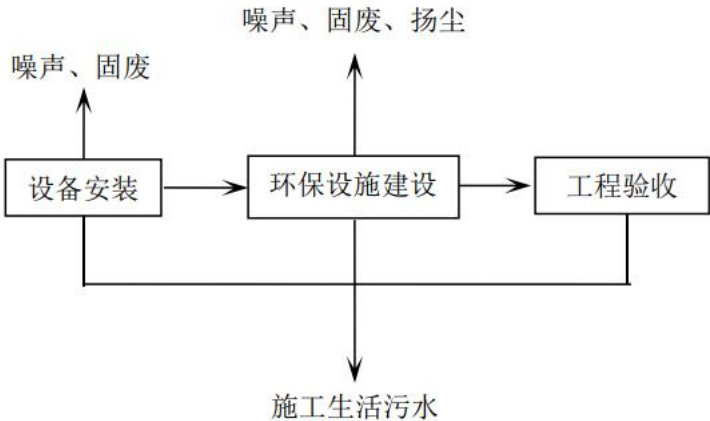 噪声、固废、扬尘
噪声、固废
设备安装
环保设施建设
工程验收
施工生活污水